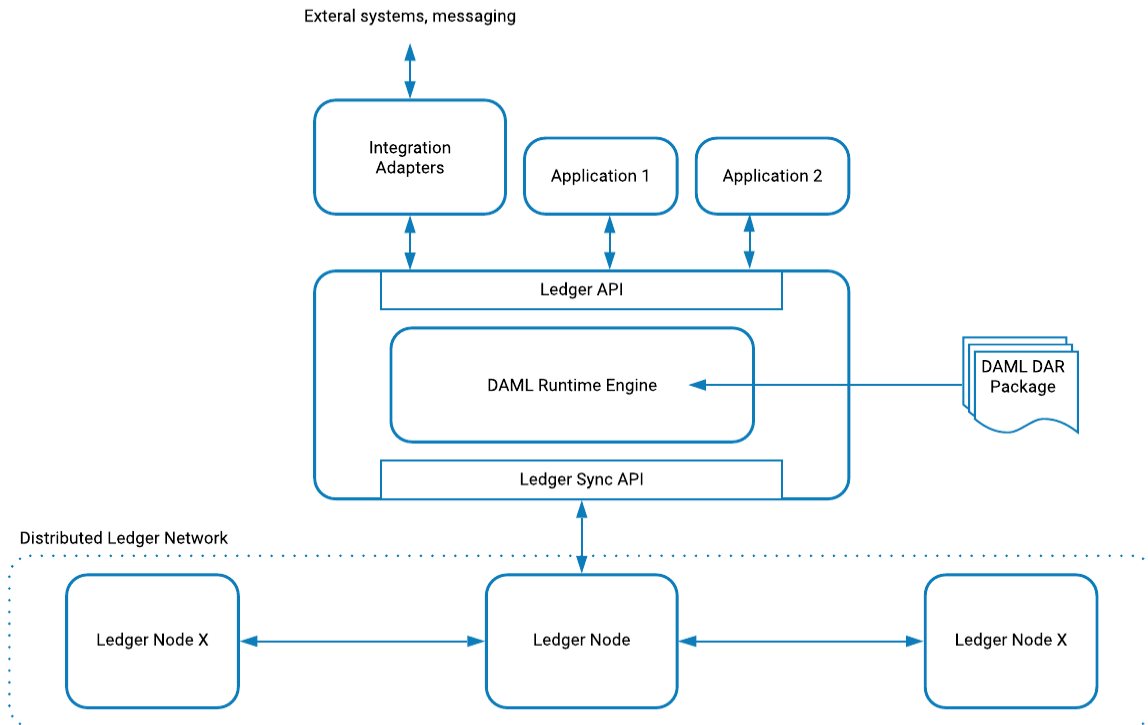 Exteral systems, messaging
Integration
Adapters
Application 1
Application 2
Ledger API
DAML Runtime Engine
DAML DAR
Package
Ledger Sync API
Distributed Ledger Network
Ledger Node X
Ledger Node
Ledger Node X